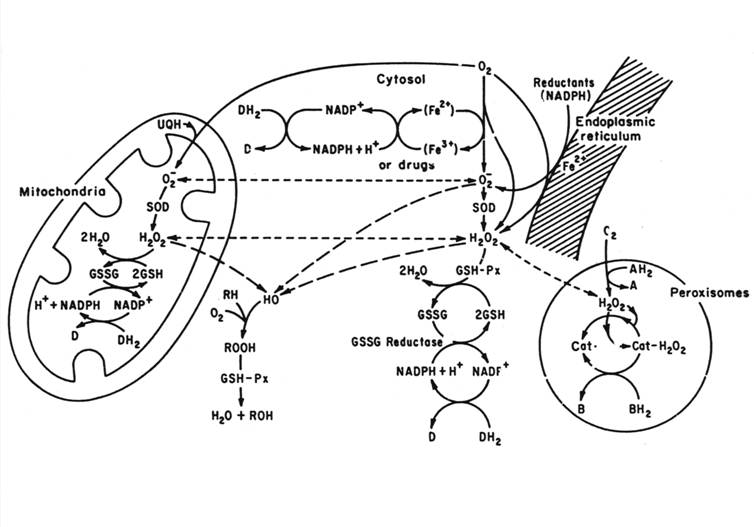 O₂
Cytosol
Reductants
(NADPH)
DH₂
NADP⁺
(Fe²⁺)
UQH
Endoplasmic
reticulum
D
NADPH + H⁺
(Fe³⁺)
or drugs
Fe²⁺
Mitochondria
O₂⁻
O₂⁻
SOD
SOD
C₂
2H₂O
H₂O₂
H₂O₂
AH₂
GSSG
2GSH
2H₂O
GSH-Px
A
Peroxisomes
H⁺ + NADPH
NADP⁺
RH
HO
H₂O₂
O₂
GSSG
2GSH
D
DH₂
ROOH
GSSG Reductase
Cat·
Cat-H₂O₂
GSH-Px
NADPH + H⁺
NADF⁺
H₂O + ROH
B
BH₂
D
DH₂